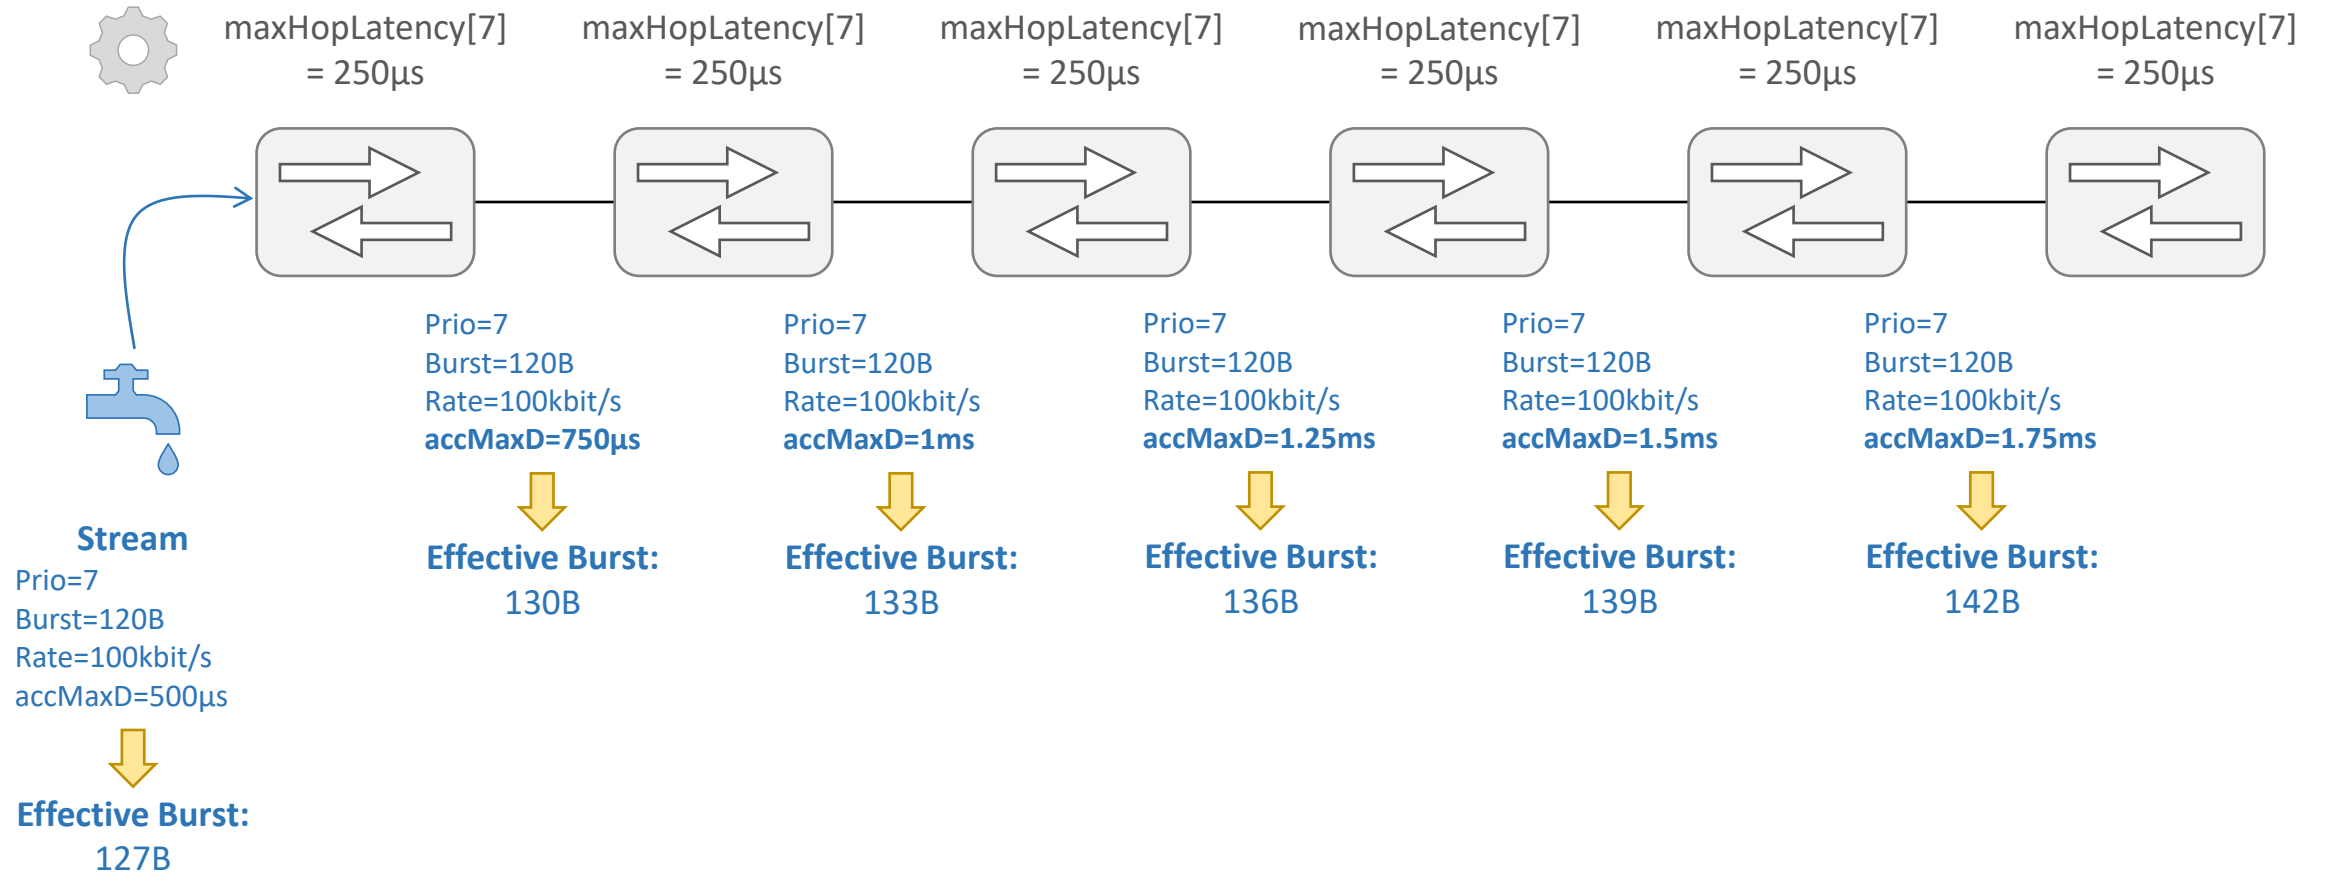 maxHopLatency[7]
= 250µs
maxHopLatency[7]
= 250µs
maxHopLatency[7]
= 250µs
maxHopLatency[7]
= 250µs
maxHopLatency[7]
= 250µs
maxHopLatency[7]
= 250µs
Stream
Prio=7
Burst=120B
Rate=100kbit/s
accMaxD=500µs
Effective Burst:
127B
Prio=7
Burst=120B
Rate=100kbit/s
accMaxD=750µs
Effective Burst:
130B
Prio=7
Burst=120B
Rate=100kbit/s
accMaxD=1ms
Effective Burst:
133B
Prio=7
Burst=120B
Rate=100kbit/s
accMaxD=1.25ms
Effective Burst:
136B
Prio=7
Burst=120B
Rate=100kbit/s
accMaxD=1.5ms
Effective Burst:
139B
Prio=7
Burst=120B
Rate=100kbit/s
accMaxD=1.75ms
Effective Burst:
142B